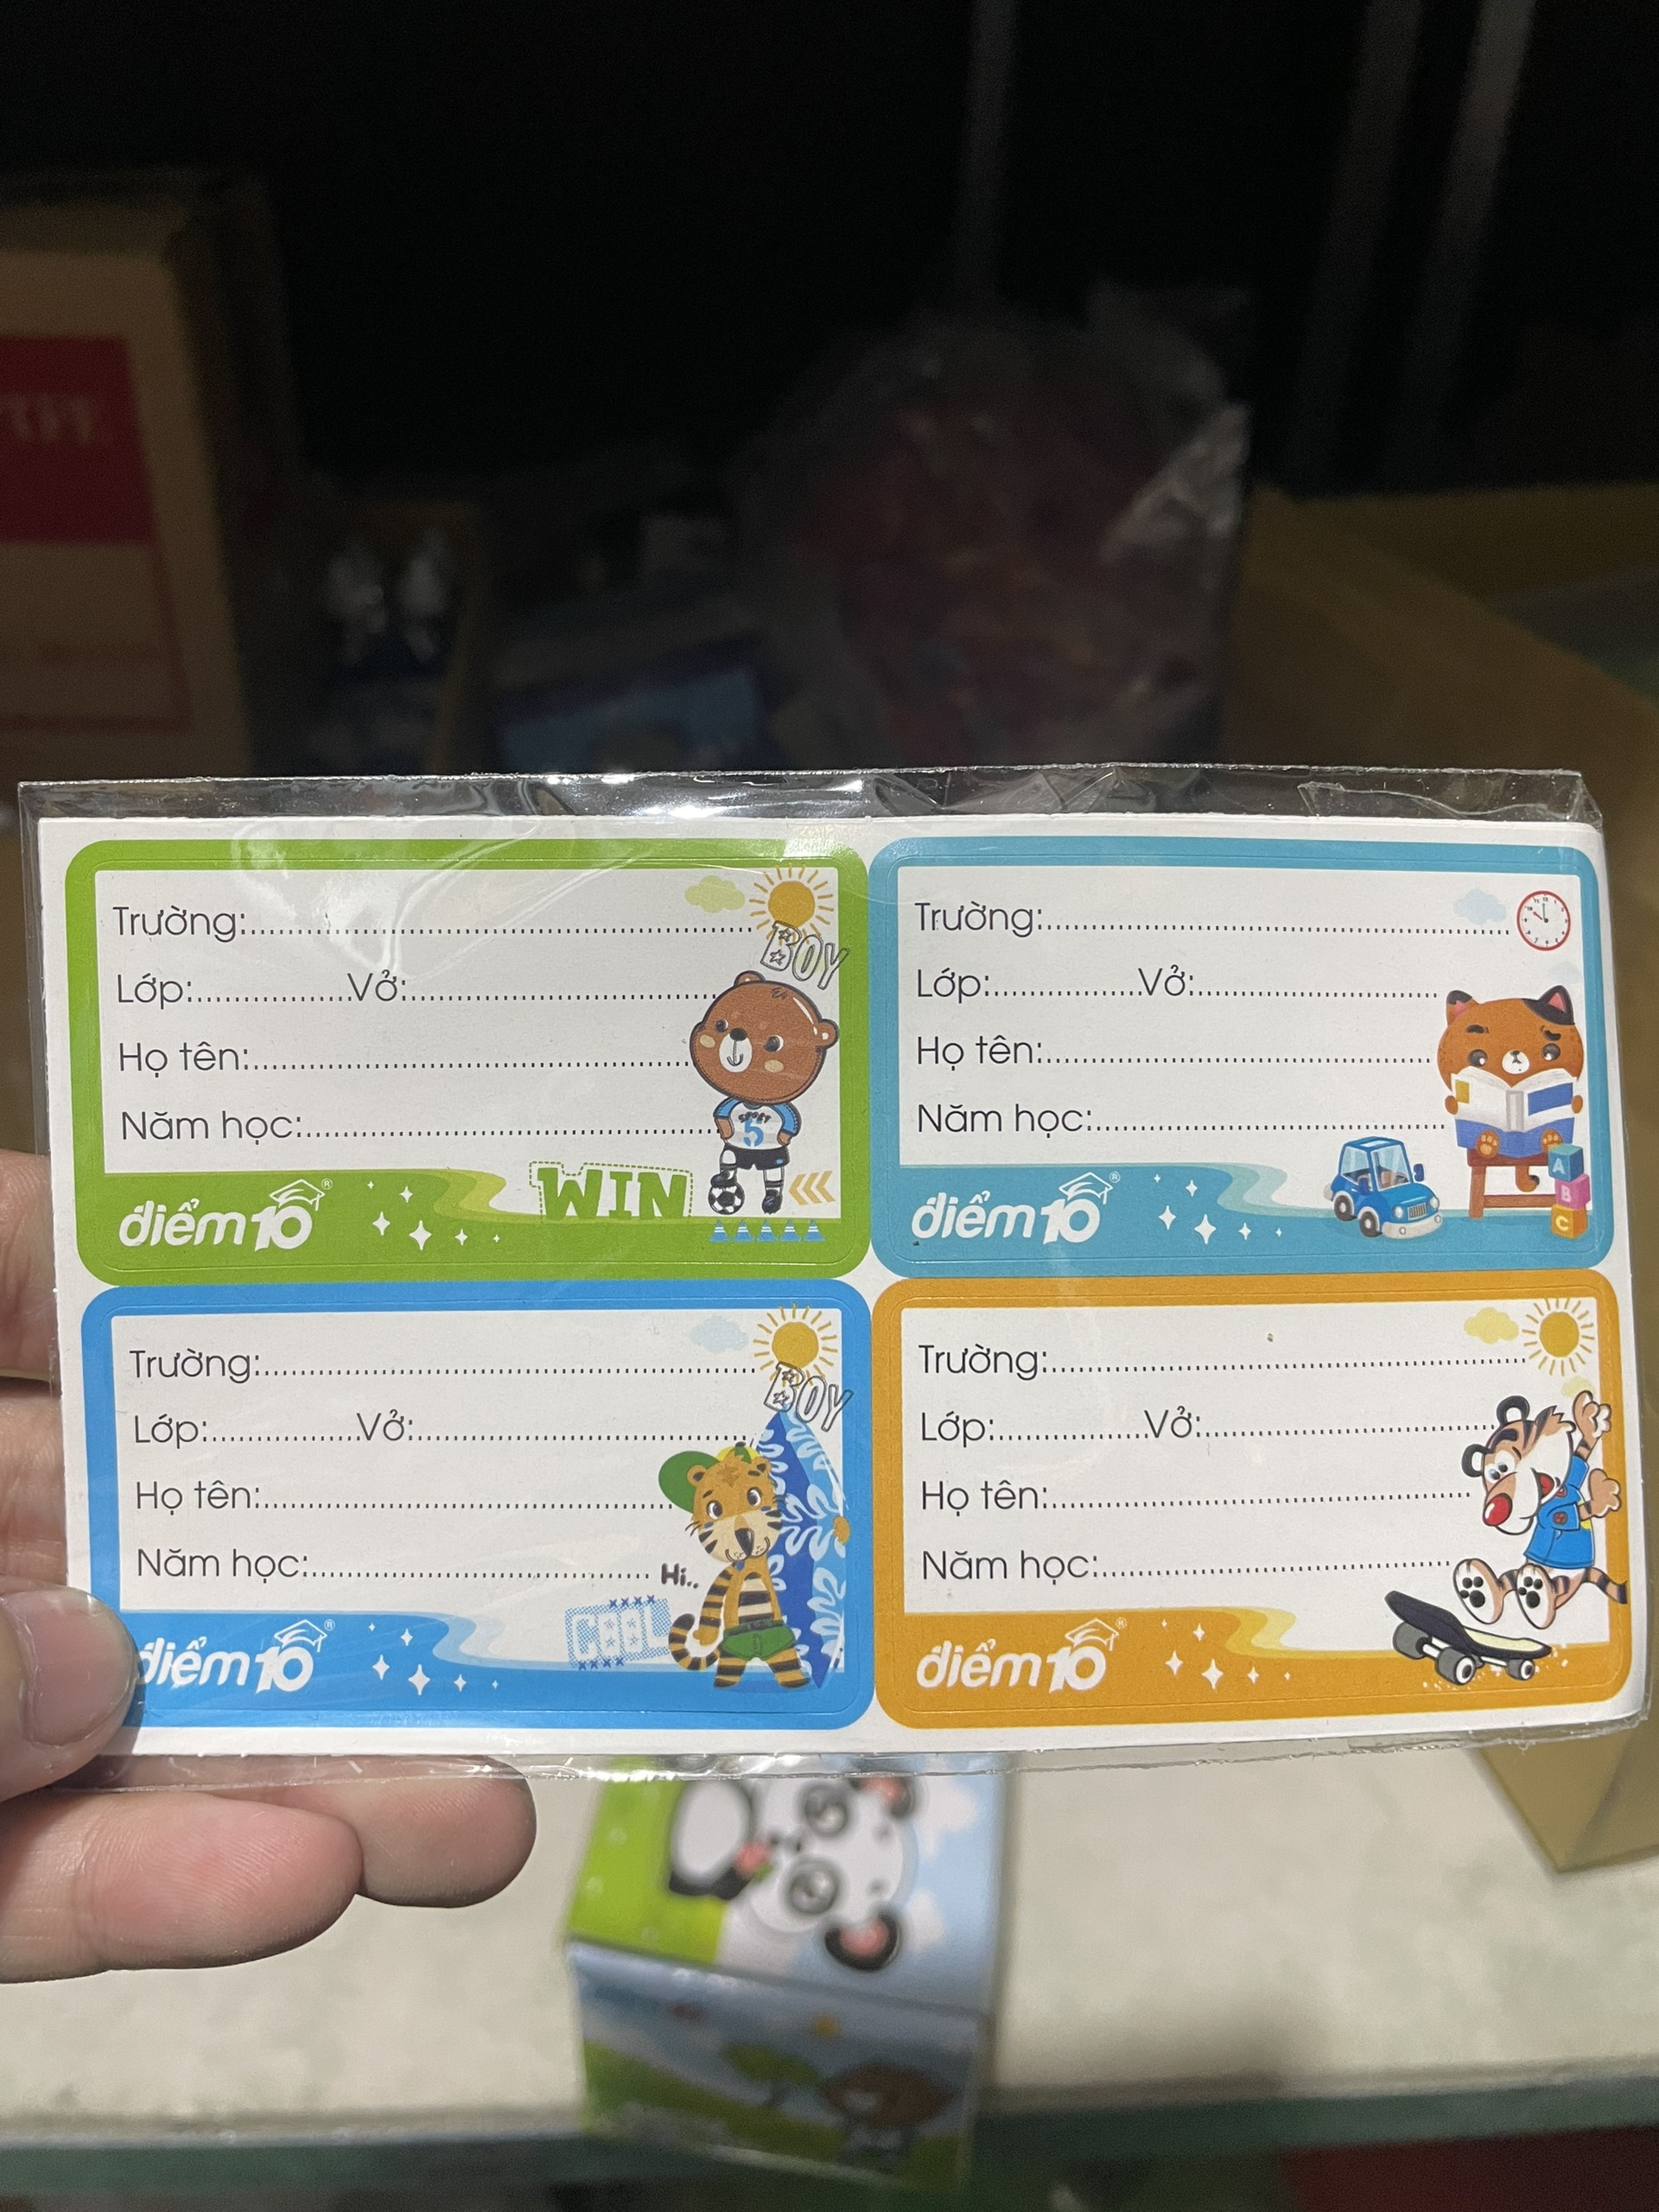 Trường:
BOY
Lớp: Vở:
Họ tên:
Năm học:
SPORT
5
WIN
điểm10®
Trường:
Lớp: Vở:
Họ tên:
Năm học:
A
B
C
điểm10®
Trường:
BOY
Lớp: Vở:
Họ tên:
Năm học:
Hi..
COOL
điểm10®
Trường:
Lớp: Vở:
Họ tên:
Năm học:
điểm10®